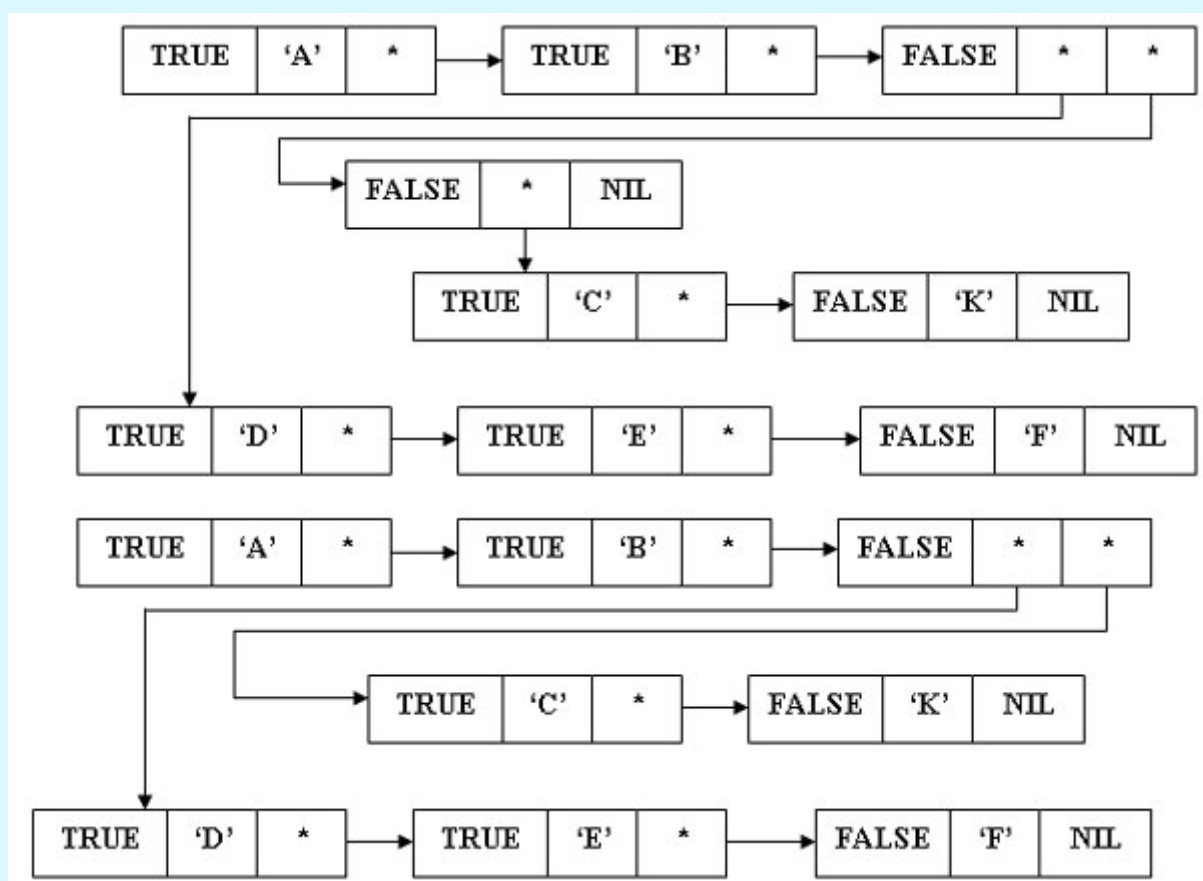 TRUE ‘A’ * TRUE ‘B’ * FALSE * *
FALSE * NIL
TRUE ‘C’ * FALSE ‘K’ NIL
TRUE ‘D’ * TRUE ‘E’ * FALSE ‘F’ NIL
TRUE ‘A’ * TRUE ‘B’ * FALSE * *
TRUE ‘C’ * FALSE ‘K’ NIL
TRUE ‘D’ * TRUE ‘E’ * FALSE ‘F’ NIL